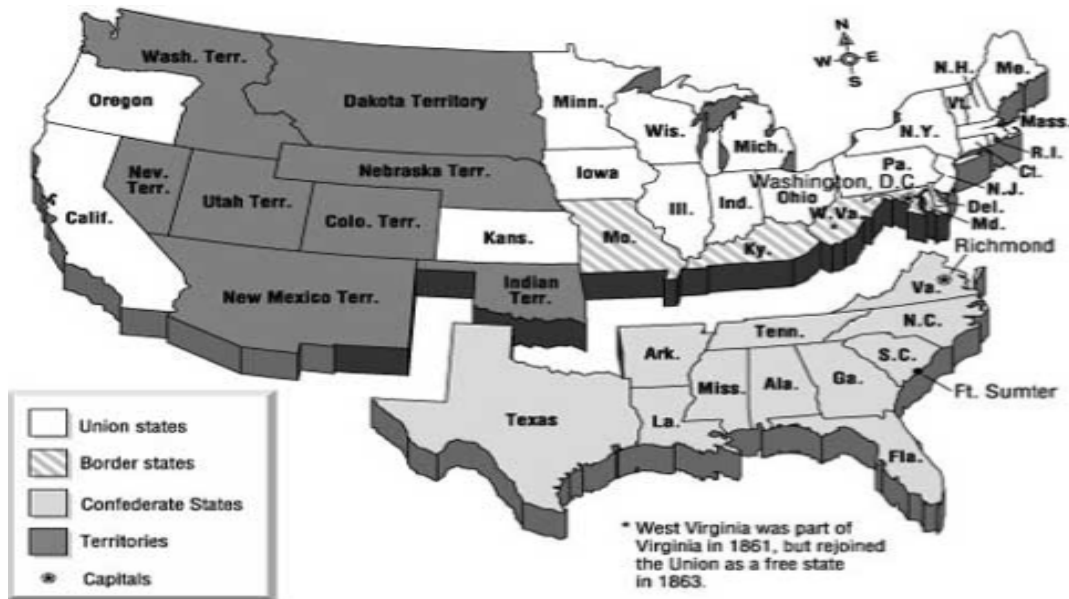 N
W E
S
Wash. Terr.
Oregon
Dakota Territory
Minn.
Wis.
Mich.
N.H.
Me.
Vt.
Mass.
N.Y.
R.I.
Ct.
Nev.
Terr.
Nebraska Terr.
Iowa
Pa.
N.J.
Washington, D.C.
Calif.
Utah Terr.
Colo. Terr.
Ill.
Ind.
Ohio
Del.
Md.
W.Va.
*
Kans.
Mo.
Ky.
Richmond
New Mexico Terr.
Indian
Terr.
Va.
Tenn.
N.C.
Ark.
S.C.
Miss.
Ala.
Ga.
Ft. Sumter
Texas
La.
Fla.
Union states
Border states
Confederate States
Territories
Capitals
* West Virginia was part of
Virginia in 1861, but rejoined
the Union as a free state
in 1863.